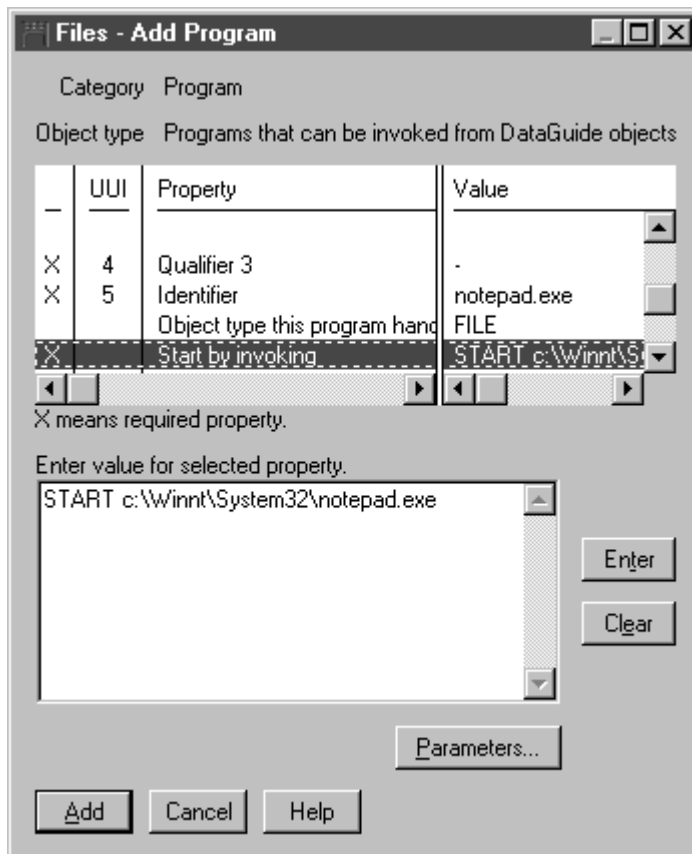 Files - Add Program
Category Program
Object type Programs that can be invoked from DataGuide objects
UUI Property Value
X 4 Qualifier 3 -
X 5 Identifier notepad.exe
Object type this program hand FILE
X Start by invoking START c:\Winnt\S
X means required property.
Enter value for selected property.
START c:\Winnt\System32\notepad.exe
Enter
Clear
Parameters...
Add Cancel Help